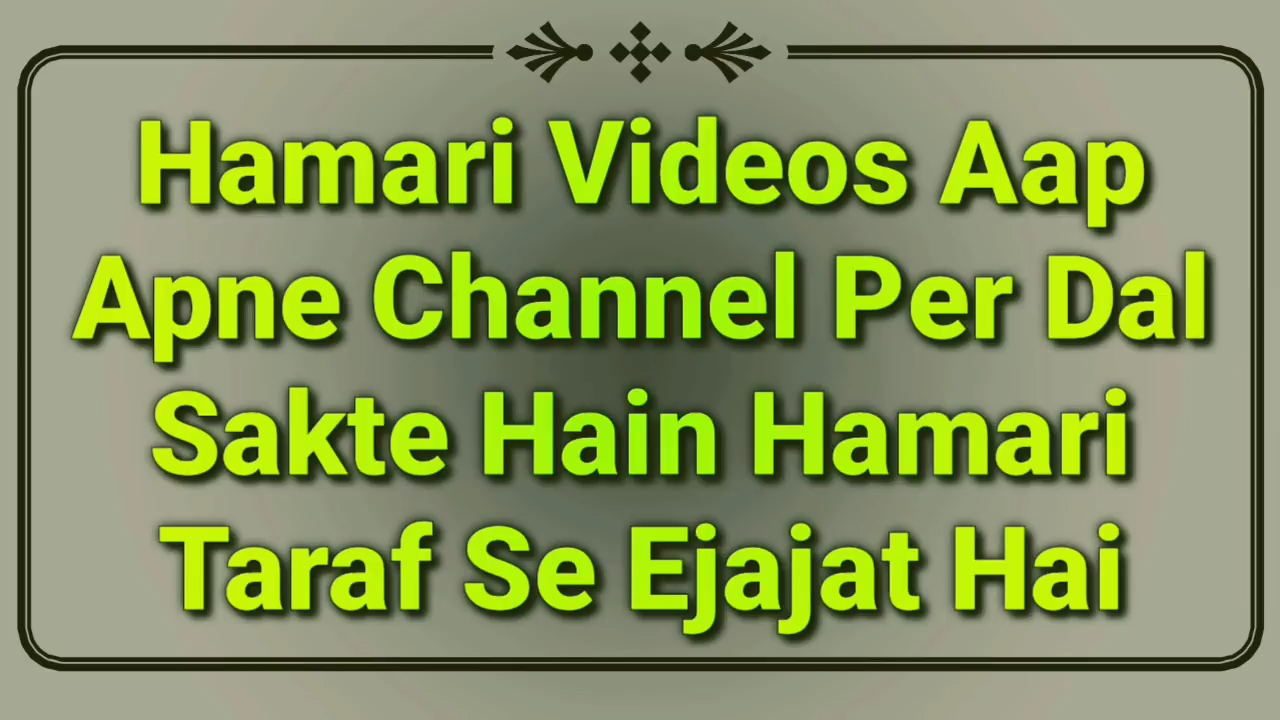 Hamari Videos Aap
Apne Channel Per Dal
Sakte Hain Hamari
Taraf Se Ejajat Hai